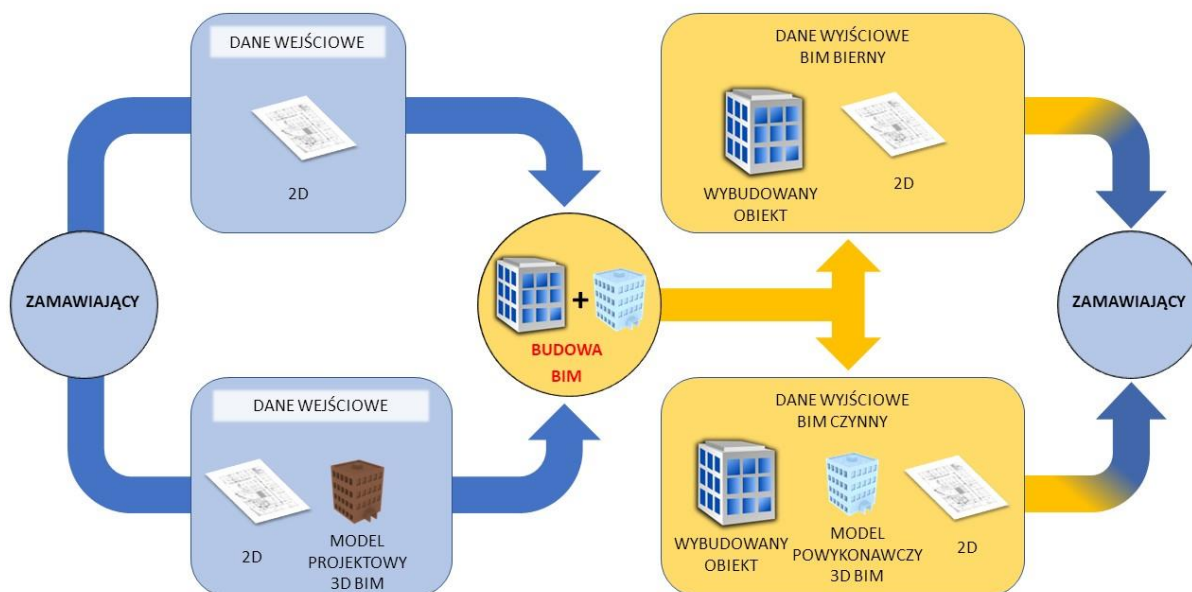 ZAMAWIAJĄCY
DANE WEJŚCIOWE
2D
DANE WEJŚCIOWE
2D
MODEL
PROJEKTOWY
3D BIM
+
BUDOWA
BIM
DANE WYJŚCIOWE
BIM BIERNY
WYBUDOWANY
OBIEKT
2D
DANE WYJŚCIOWE
BIM CZYNNY
WYBUDOWANY
OBIEKT
MODEL
POWYKONAWCZY
3D BIM
2D
ZAMAWIAJĄCY